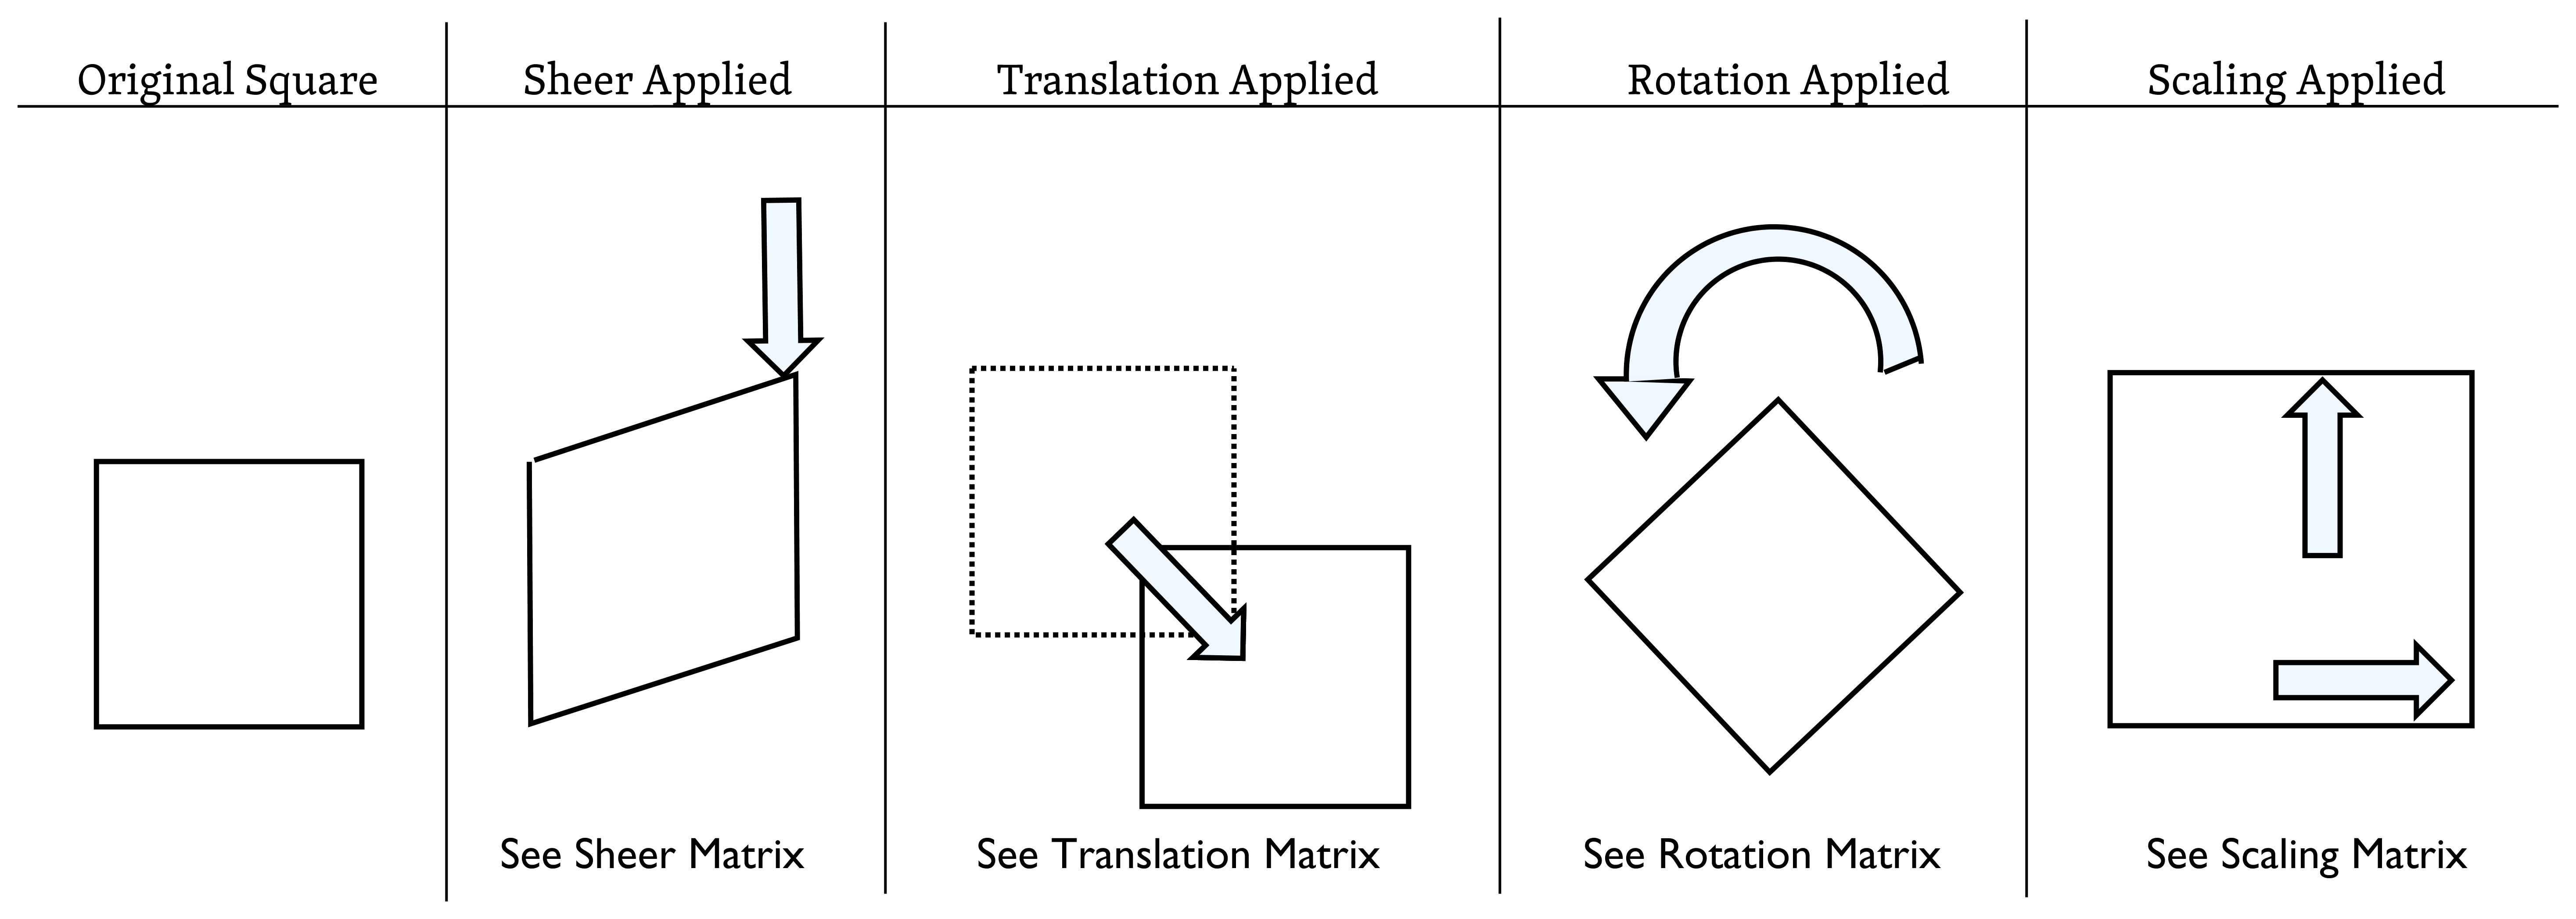 Original Square
Sheer Applied
Translation Applied
Rotation Applied
Scaling Applied
See Sheer Matrix
See Translation Matrix
See Rotation Matrix
See Scaling Matrix